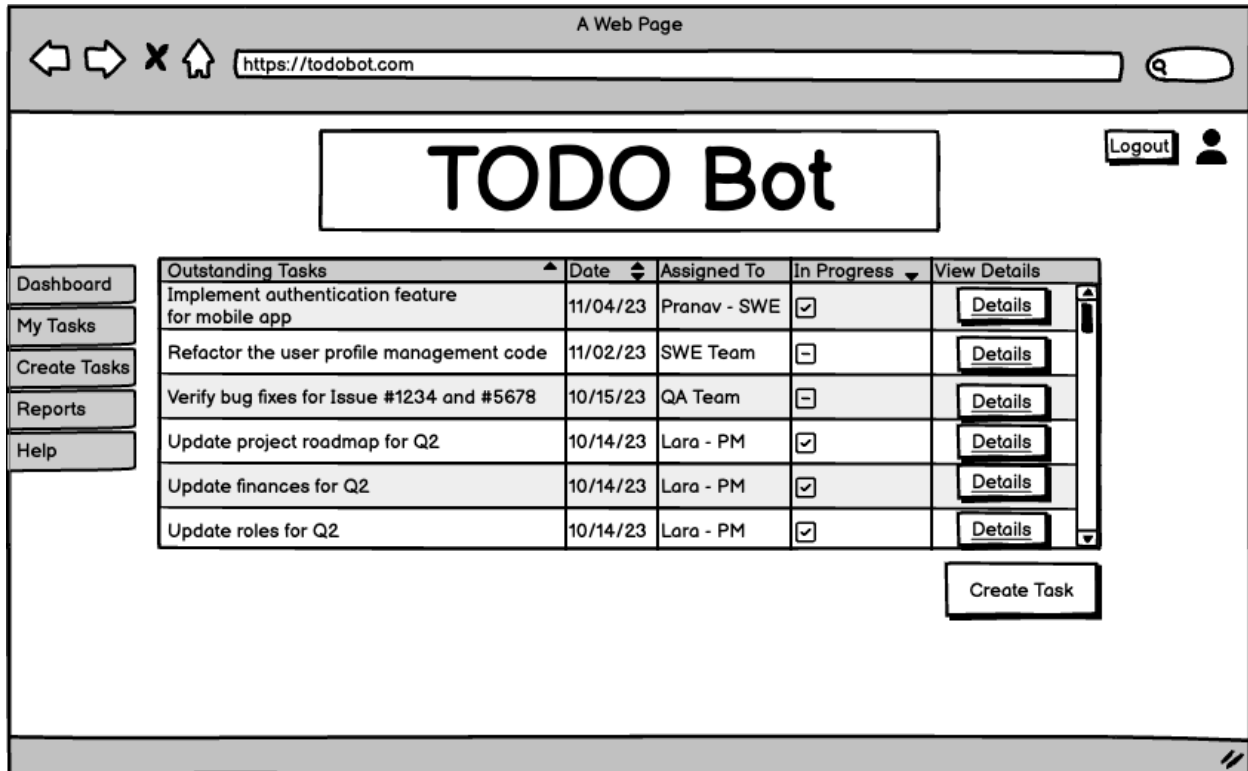 A Web Page
https://todobot.com
TODO Bot
Logout
Dashboard
My Tasks
Create Tasks
Reports
Help
Outstanding Tasks Date Assigned To In Progress View Details
Implement authentication feature
for mobile app 11/04/23 Pranav - SWE Details
Refactor the user profile management code 11/02/23 SWE Team Details
Verify bug fixes for Issue #1234 and #5678 10/15/23 QA Team Details
Update project roadmap for Q2 10/14/23 Lara - PM Details
Update finances for Q2 10/14/23 Lara - PM Details
Update roles for Q2 10/14/23 Lara - PM Details
Create Task